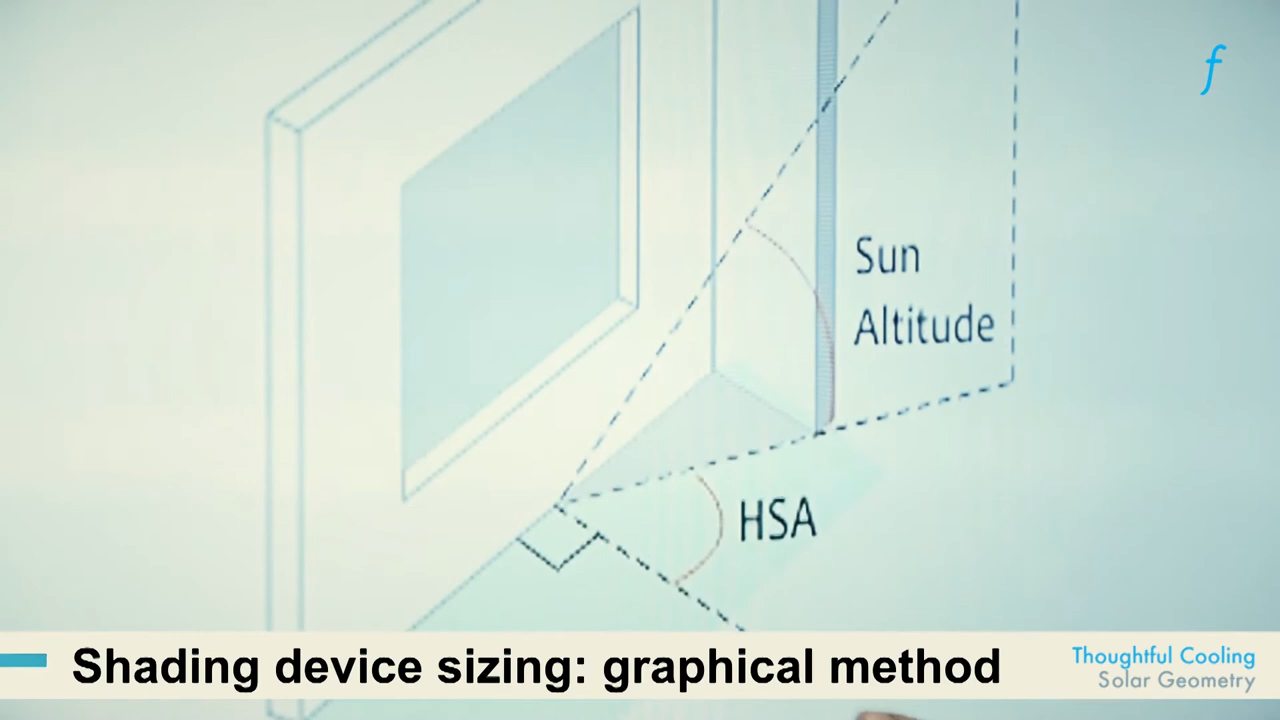 f
Sun
Altitude
HSA
Shading device sizing: graphical method
Thoughtful Cooling
Solar Geometry